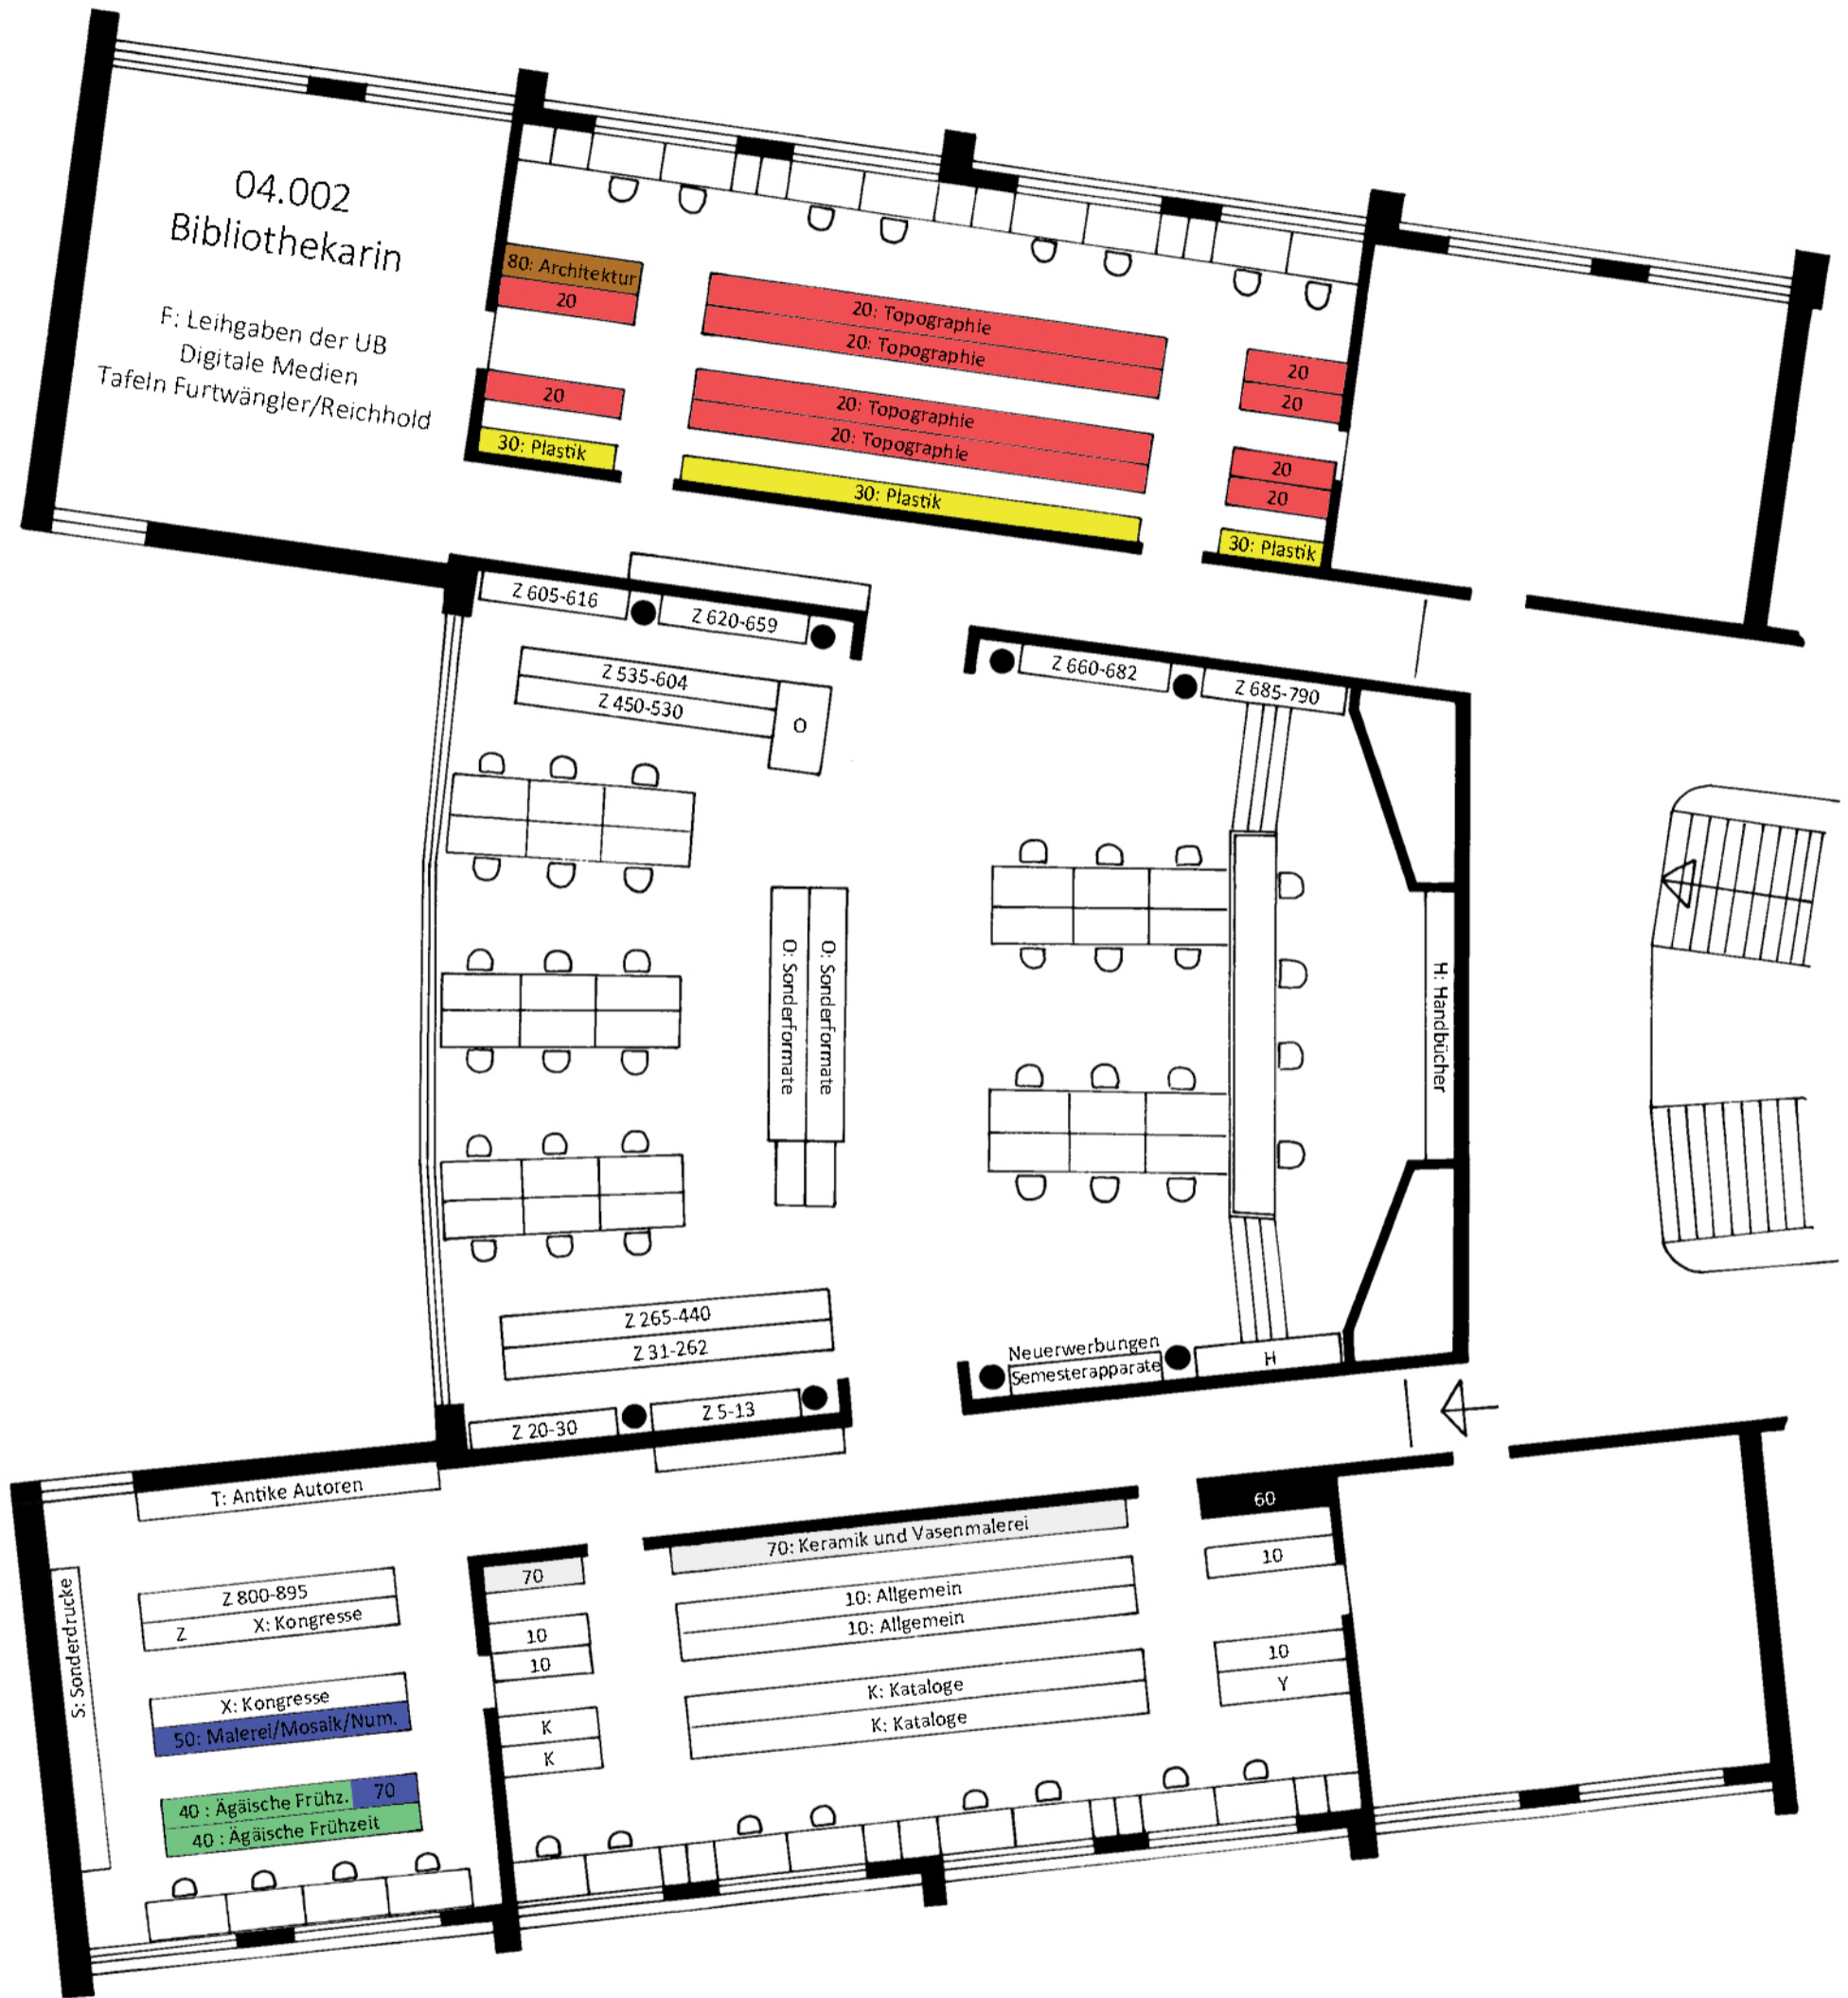 04.002
Bibliothekarin
F: Leihgaben der UB
Digitale Medien
Tafeln Furtwängler/Reichhold
80: Architektur
20
20: Topographie
20: Topographie
20
20
20
20: Topographie
20: Topographie
20
20
30: Plastik
30: Plastik
30: Plastik
Z 605-616
Z 620-659
Z 660-682
Z 685-790
Z 535-604
Z 450-530
O
O: Sonderformate
O: Sonderformate
H: Handbücher
Z 265-440
Z 31-262
Neuerwerbungen
Semesterapparate
H
Z 20-30
Z 5-13
T: Antike Autoren
60
70: Keramik und Vasenmalerei
70
10
10: Allgemein
10: Allgemein
10
10
10
Y
K: Kataloge
K: Kataloge
K
K
S: Sonderdrucke
Z 800-895
Z X: Kongresse
X: Kongresse
50: Malerei/Mosaik/Num.
40 : Ägäische Frühz. 70
40 : Ägäische Frühzeit